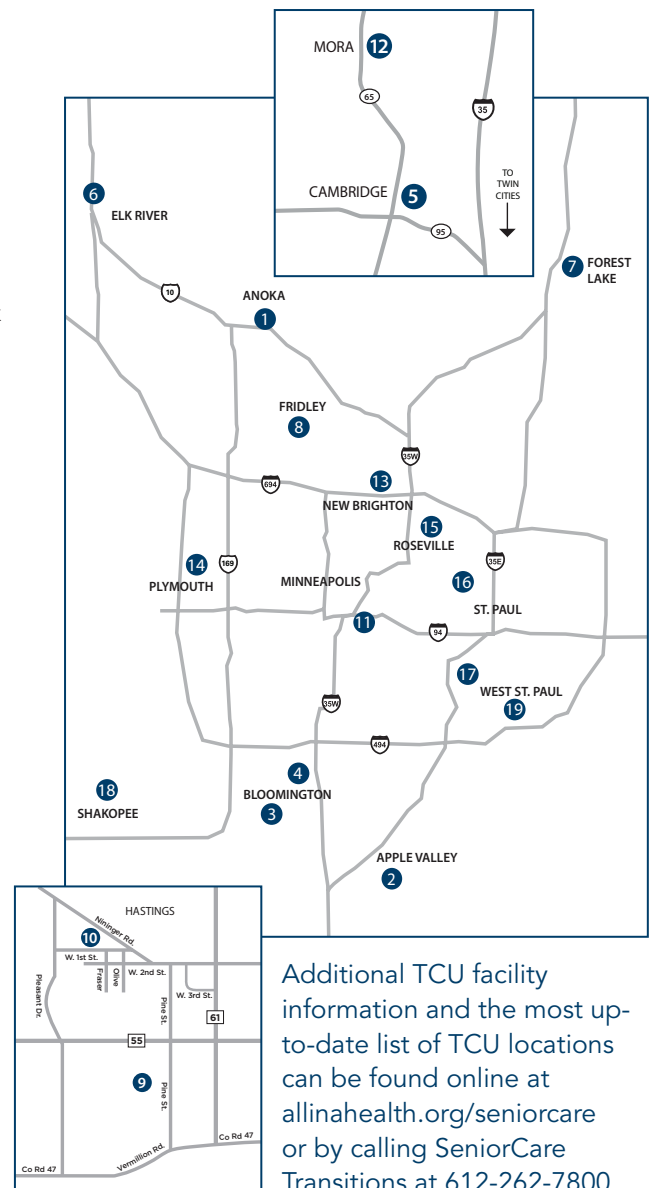 MORA 12
65
35
TO
TWIN
CITIES
CAMBRIDGE 5
95
6
ELK RIVER
7 FOREST
LAKE
10
ANOKA
1
FRIDLEY
8
35W
694
13
NEW BRIGHTON
15
ROSEVILLE
14
PLYMOUTH
169
MINNEAPOLIS
35E
16
ST. PAUL
11
94
17
WEST ST. PAUL
19
35W
494
4
BLOOMINGTON
3
18
SHAKOPEE
APPLE VALLEY
2
HASTINGS
Nininger Rd.
10
W. 1st St.
Fraser
Olive
W. 2nd St.
W. 3rd St.
Pleasant Dr.
Pine St.
61
55
9
Pine St.
Vermillion Rd.
Co Rd 47
Co Rd 47
Additional TCU facility
information and the most up-
to-date list of TCU locations
can be found online at
allinahealth.org/seniorcare
or by calling SeniorCare
Transitions at 612-262-7800